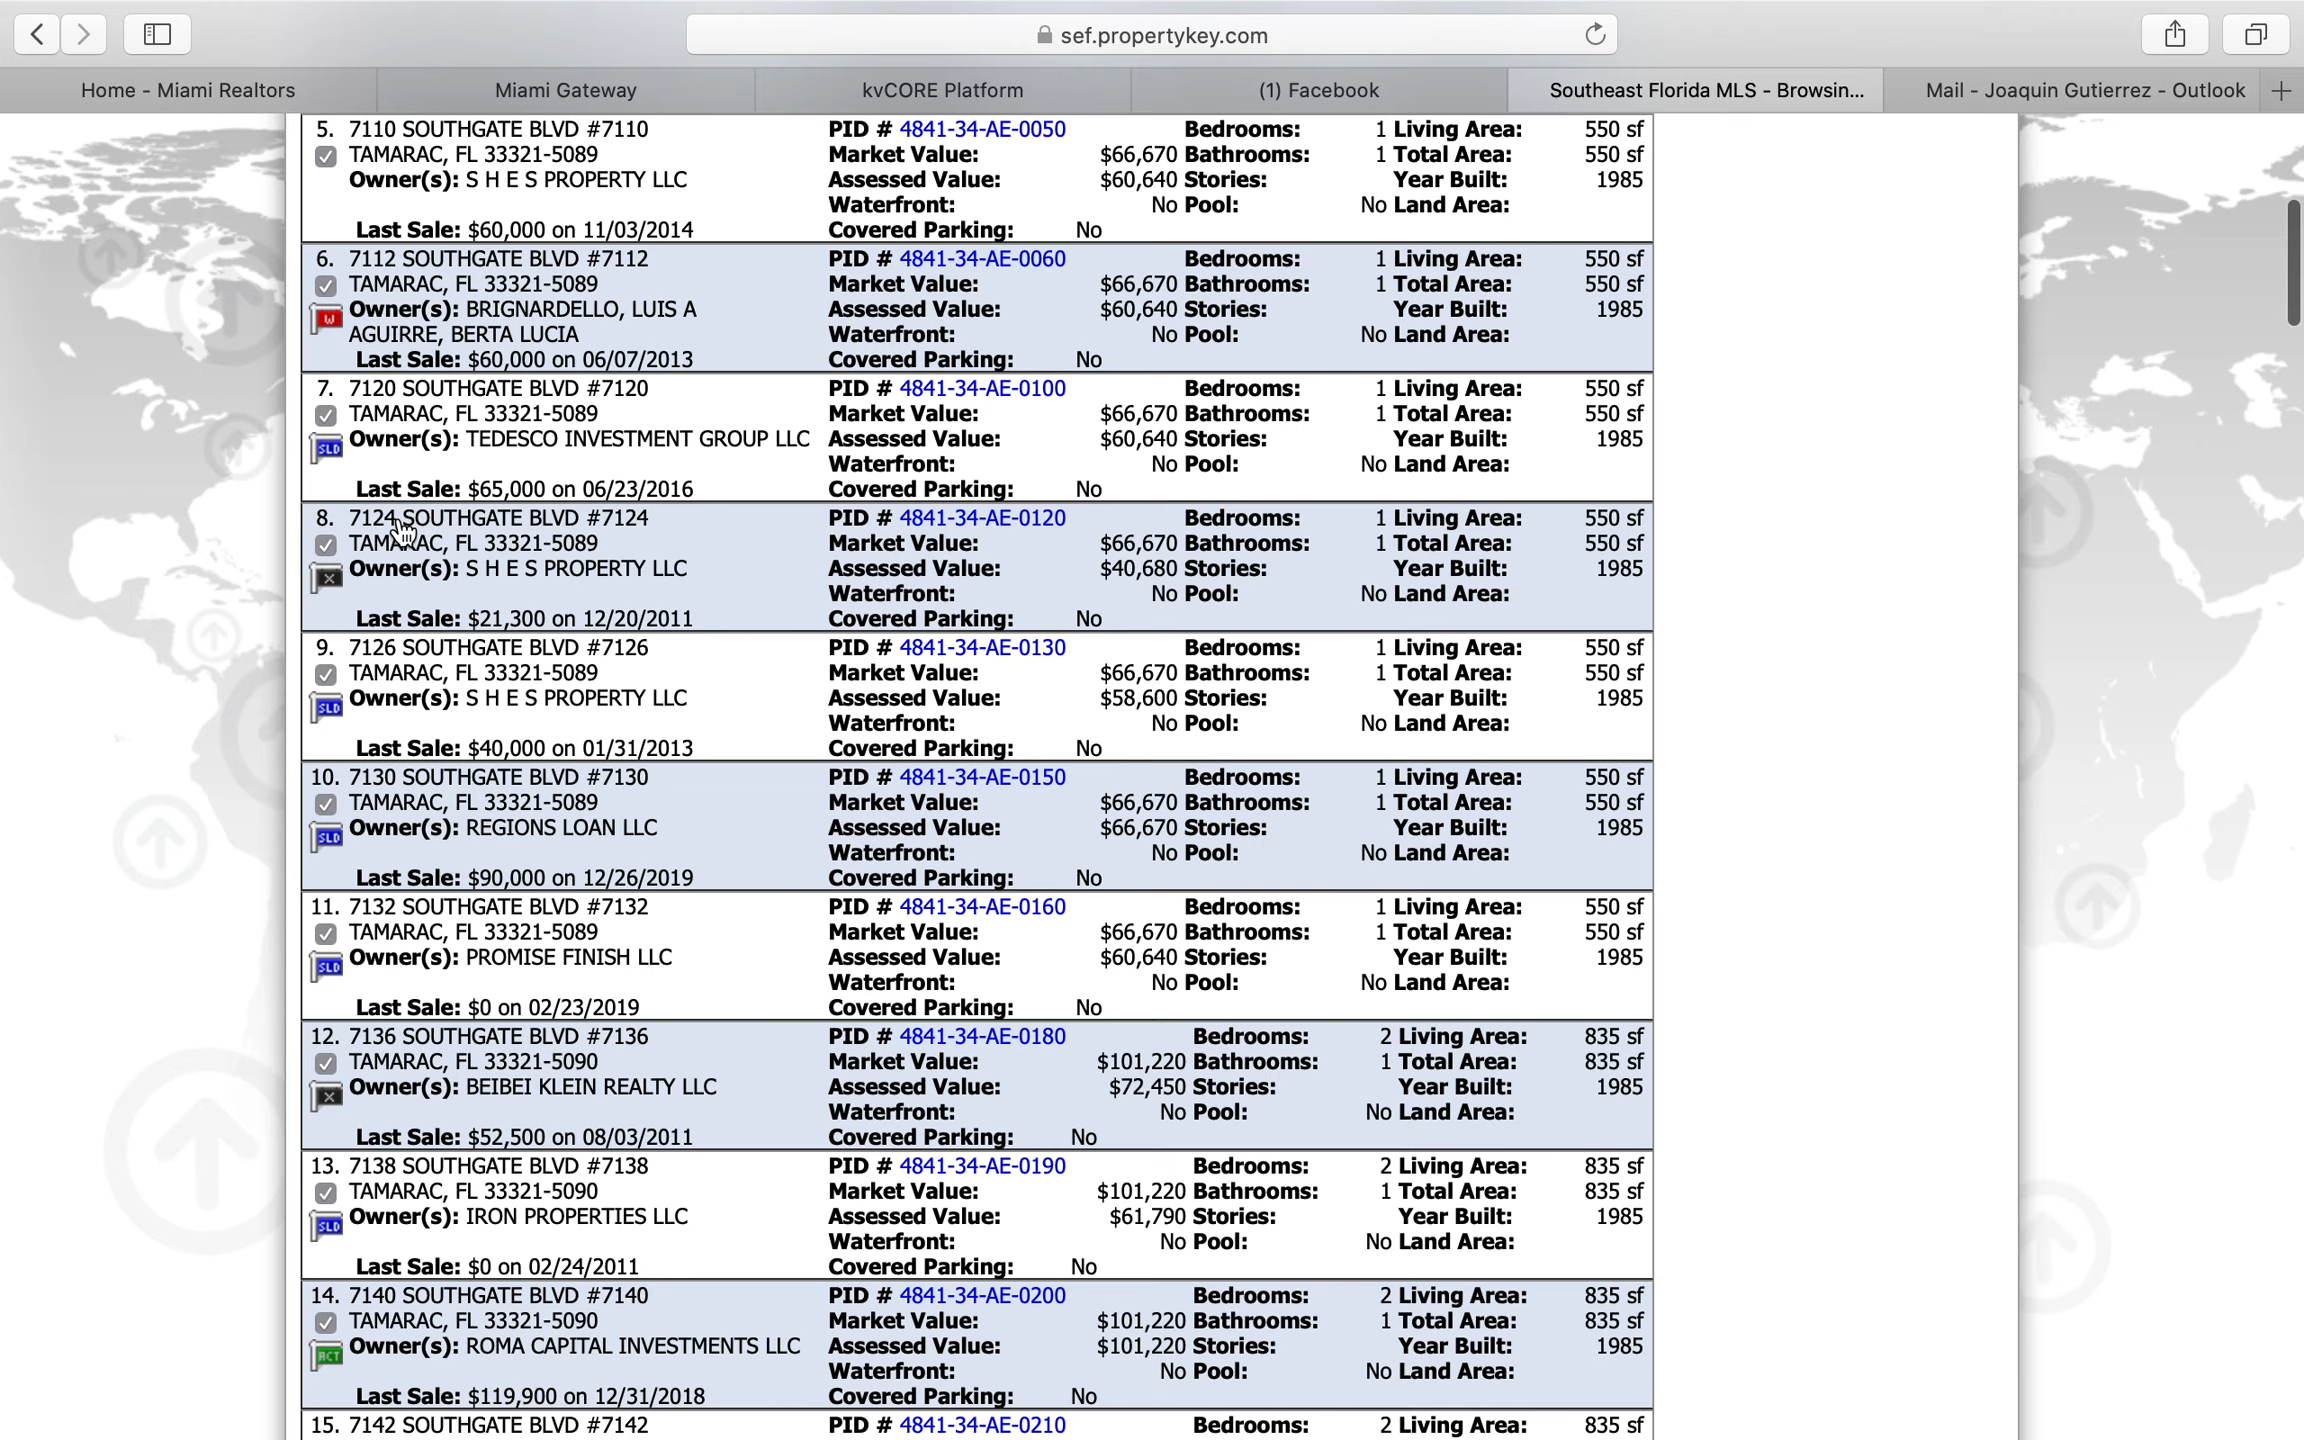 sef.propertykey.com
Home - Miami Realtors Miami Gateway kvCORE Platform (1) Facebook Southeast Florida MLS - Browsin... Mail - Joaquin Gutierrez - Outlook
5. 7110 SOUTHGATE BLVD #7110 PID # 4841-34-AE-0050 Bedrooms: 1 Living Area: 550 sf
TAMARAC, FL 33321-5089 Market Value: $66,670 Bathrooms: 1 Total Area: 550 sf
Owner(s): S H E S PROPERTY LLC Assessed Value: $60,640 Stories: Year Built: 1985
Waterfront: No Pool: No Land Area:
Last Sale: $60,000 on 11/03/2014 Covered Parking: No
6. 7112 SOUTHGATE BLVD #7112 PID # 4841-34-AE-0060 Bedrooms: 1 Living Area: 550 sf
TAMARAC, FL 33321-5089 Market Value: $66,670 Bathrooms: 1 Total Area: 550 sf
W Owner(s): BRIGNARDELLO, LUIS A Assessed Value: $60,640 Stories: Year Built: 1985
AGUIRRE, BERTA LUCIA Waterfront: No Pool: No Land Area:
Last Sale: $60,000 on 06/07/2013 Covered Parking: No
7. 7120 SOUTHGATE BLVD #7120 PID # 4841-34-AE-0100 Bedrooms: 1 Living Area: 550 sf
TAMARAC, FL 33321-5089 Market Value: $66,670 Bathrooms: 1 Total Area: 550 sf
SLD Owner(s): TEDESCO INVESTMENT GROUP LLC Assessed Value: $60,640 Stories: Year Built: 1985
Waterfront: No Pool: No Land Area:
Last Sale: $65,000 on 06/23/2016 Covered Parking: No
8. 7124 SOUTHGATE BLVD #7124 PID # 4841-34-AE-0120 Bedrooms: 1 Living Area: 550 sf
TAMARAC, FL 33321-5089 Market Value: $66,670 Bathrooms: 1 Total Area: 550 sf
X Owner(s): S H E S PROPERTY LLC Assessed Value: $40,680 Stories: Year Built: 1985
Waterfront: No Pool: No Land Area:
Last Sale: $21,300 on 12/20/2011 Covered Parking: No
9. 7126 SOUTHGATE BLVD #7126 PID # 4841-34-AE-0130 Bedrooms: 1 Living Area: 550 sf
TAMARAC, FL 33321-5089 Market Value: $66,670 Bathrooms: 1 Total Area: 550 sf
SLD Owner(s): S H E S PROPERTY LLC Assessed Value: $58,600 Stories: Year Built: 1985
Waterfront: No Pool: No Land Area:
Last Sale: $40,000 on 01/31/2013 Covered Parking: No
10. 7130 SOUTHGATE BLVD #7130 PID # 4841-34-AE-0150 Bedrooms: 1 Living Area: 550 sf
TAMARAC, FL 33321-5089 Market Value: $66,670 Bathrooms: 1 Total Area: 550 sf
SLD Owner(s): REGIONS LOAN LLC Assessed Value: $66,670 Stories: Year Built: 1985
Waterfront: No Pool: No Land Area:
Last Sale: $90,000 on 12/26/2019 Covered Parking: No
11. 7132 SOUTHGATE BLVD #7132 PID # 4841-34-AE-0160 Bedrooms: 1 Living Area: 550 sf
TAMARAC, FL 33321-5089 Market Value: $66,670 Bathrooms: 1 Total Area: 550 sf
SLD Owner(s): PROMISE FINISH LLC Assessed Value: $60,640 Stories: Year Built: 1985
Waterfront: No Pool: No Land Area:
Last Sale: $0 on 02/23/2019 Covered Parking: No
12. 7136 SOUTHGATE BLVD #7136 PID # 4841-34-AE-0180 Bedrooms: 2 Living Area: 835 sf
TAMARAC, FL 33321-5090 Market Value: $101,220 Bathrooms: 1 Total Area: 835 sf
X Owner(s): BEIBEI KLEIN REALTY LLC Assessed Value: $72,450 Stories: Year Built: 1985
Waterfront: No Pool: No Land Area:
Last Sale: $52,500 on 08/03/2011 Covered Parking: No
13. 7138 SOUTHGATE BLVD #7138 PID # 4841-34-AE-0190 Bedrooms: 2 Living Area: 835 sf
TAMARAC, FL 33321-5090 Market Value: $101,220 Bathrooms: 1 Total Area: 835 sf
SLD Owner(s): IRON PROPERTIES LLC Assessed Value: $61,790 Stories: Year Built: 1985
Waterfront: No Pool: No Land Area:
Last Sale: $0 on 02/24/2011 Covered Parking: No
14. 7140 SOUTHGATE BLVD #7140 PID # 4841-34-AE-0200 Bedrooms: 2 Living Area: 835 sf
TAMARAC, FL 33321-5090 Market Value: $101,220 Bathrooms: 1 Total Area: 835 sf
ACT Owner(s): ROMA CAPITAL INVESTMENTS LLC Assessed Value: $101,220 Stories: Year Built: 1985
Waterfront: No Pool: No Land Area:
Last Sale: $119,900 on 12/31/2018 Covered Parking: No
15. 7142 SOUTHGATE BLVD #7142 PID # 4841-34-AE-0210 Bedrooms: 2 Living Area: 835 sf